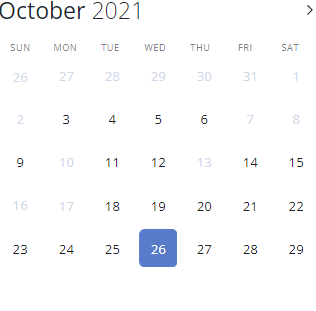 October 2021
SUN MON TUE WED THU FRI SAT
26 27 28 29 30 31 1
2 3 4 5 6 7 8
9 10 11 12 13 14 15
16 17 18 19 20 21 22
23 24 25 26 27 28 29